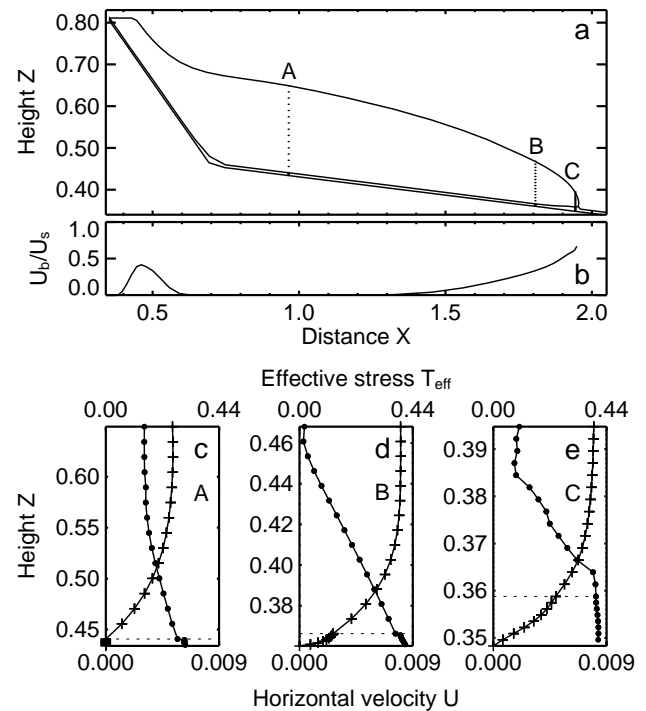 0.80
a
0.70
A
Height Z
0.60
B
0.50
C
0.40
1.0
U_b/U_s
0.5
b
0.0
0.5 1.0 1.5 2.0
Distance X
Effective stress T_eff
0.00 0.44 0.00 0.44 0.00 0.44
c d e
A B C
Height Z
0.60
0.55
0.50
0.45
0.46
0.44
0.42
0.40
0.38
0.39
0.38
0.37
0.36
0.35
0.000 0.009 0.000 0.009 0.000 0.009
Horizontal velocity U